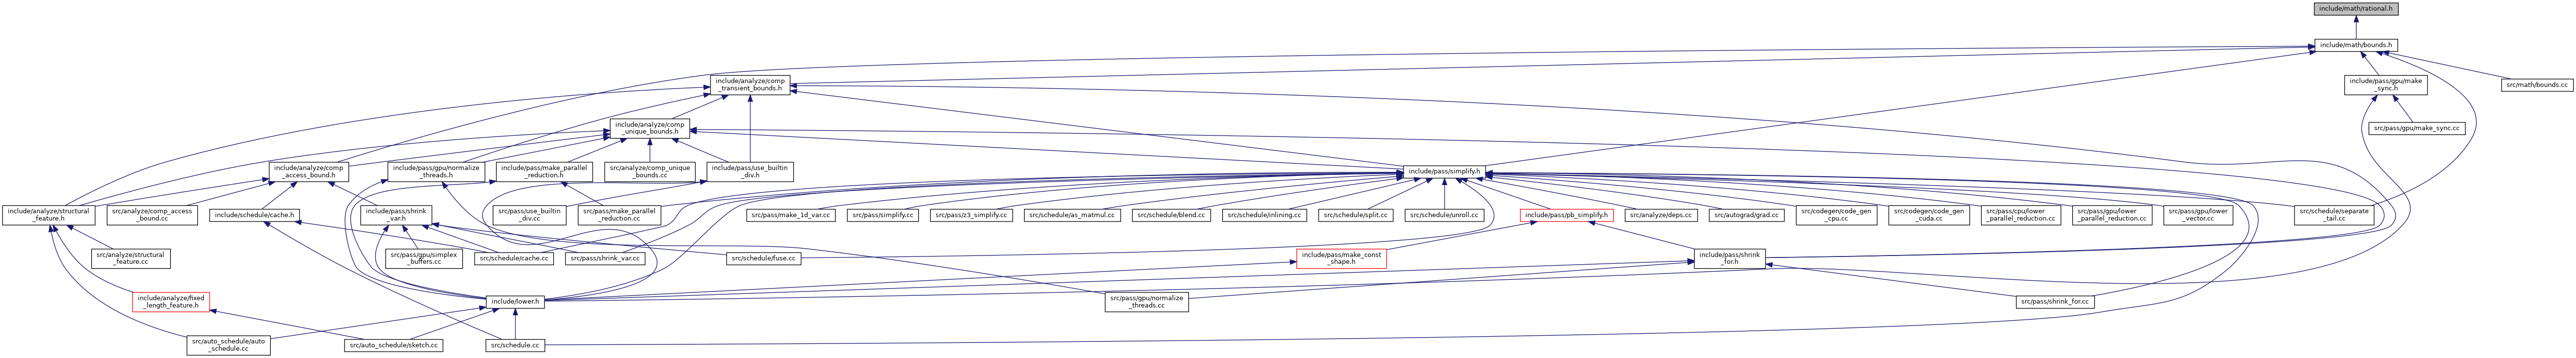 include/math/rational.h
include/math/bounds.h
include/analyze/comp
_transient_bounds.h
include/pass/gpu/make
_sync.h
src/math/bounds.cc
include/analyze/comp
_unique_bounds.h
src/pass/gpu/make_sync.cc
include/analyze/comp
_access_bound.h
include/pass/gpu/normalize
_threads.h
include/pass/make_parallel
_reduction.h
src/analyze/comp_unique
_bounds.cc
include/pass/use_builtin
_div.h
include/pass/simplify.h
include/analyze/structural
_feature.h
src/analyze/comp_access
_bound.cc
include/schedule/cache.h
include/pass/shrink
_var.h
src/pass/use_builtin
_div.cc
src/pass/make_parallel
_reduction.cc
src/pass/make_1d_var.cc
src/pass/simplify.cc
src/pass/z3_simplify.cc
src/schedule/as_matmul.cc
src/schedule/blend.cc
src/schedule/inlining.cc
src/schedule/split.cc
src/schedule/unroll.cc
include/pass/pb_simplify.h
src/analyze/deps.cc
src/autograd/grad.cc
src/codegen/code_gen
_cpu.cc
src/codegen/code_gen
_cuda.cc
src/pass/cpu/lower
_parallel_reduction.cc
src/pass/gpu/lower
_parallel_reduction.cc
src/pass/gpu/lower
_vector.cc
src/schedule/separate
_tail.cc
src/analyze/structural
_feature.cc
src/pass/gpu/simplex
_buffers.cc
src/schedule/cache.cc
src/pass/shrink_var.cc
src/schedule/fuse.cc
include/pass/make_const
_shape.h
include/pass/shrink
_for.h
include/analyze/fixed
_length_feature.h
include/lower.h
src/pass/gpu/normalize
_threads.cc
src/pass/shrink_for.cc
src/auto_schedule/auto
_schedule.cc
src/auto_schedule/sketch.cc
src/schedule.cc